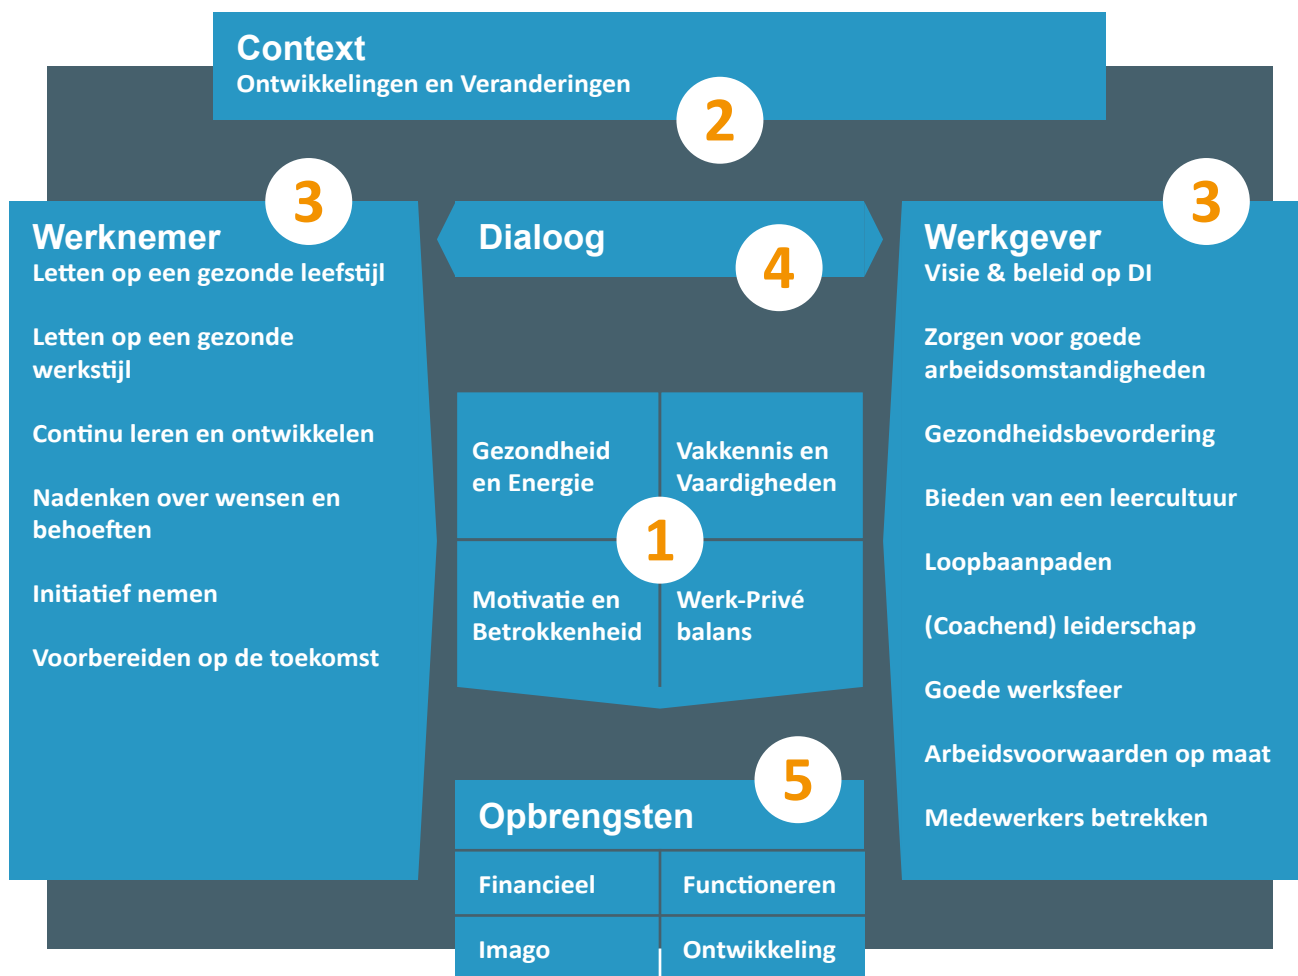 Context
Ontwikkelingen en Veranderingen
2
3
Werknemer
Letten op een gezonde leefstijl
Letten op een gezonde
werkstijl
Continu leren en ontwikkelen
Nadenken over wensen en
behoeften
Initiatief nemen
Voorbereiden op de toekomst
Dialoog
4
Gezondheid
en Energie
Vakkennis en
Vaardigheden
1
Motivatie en
Betrokkenheid
Werk-Privé
balans
5
Opbrengsten
Financieel
Functioneren
Imago
Ontwikkeling
3
Werkgever
Visie & beleid op DI
Zorgen voor goede
arbeidsomstandigheden
Gezondheidsbevordering
Bieden van een leercultuur
Loopbaanpaden
(Coachend) leiderschap
Goede werksfeer
Arbeidsvoorwaarden op maat
Medewerkers betrekken